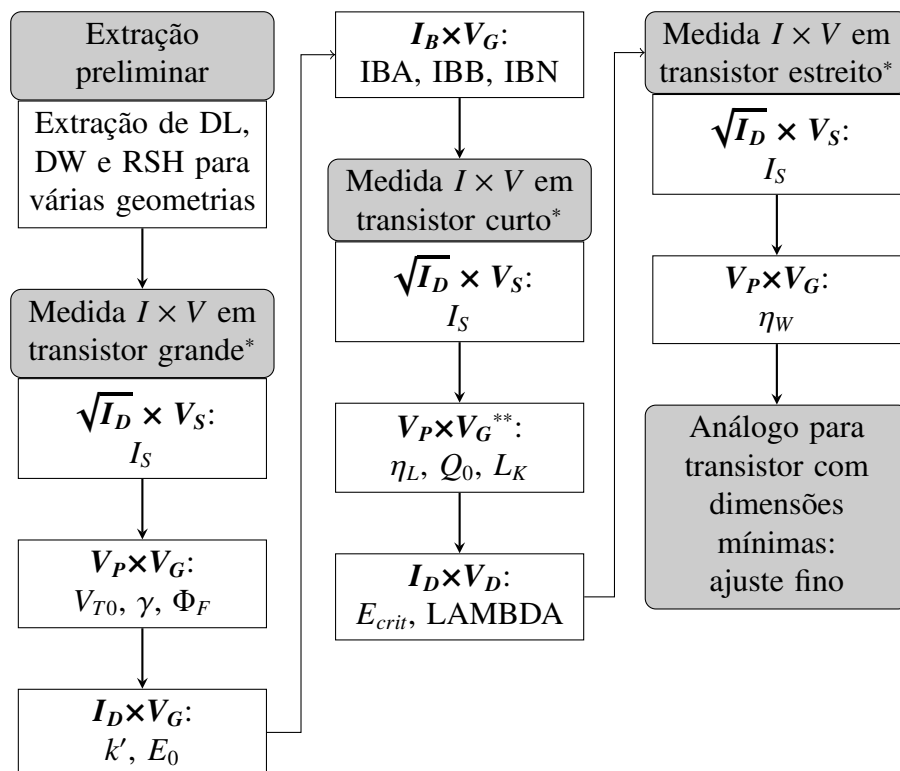 Extração
preliminar
Extração de DL,
DW e RSH para
várias geometrias
Medida I × V em
transistor grande*
√I_D × V_S:
I_S
V_P×V_G:
V_T0, γ, Φ_F
I_D×V_G:
k′, E_0
I_B×V_G:
IBA, IBB, IBN
Medida I × V em
transistor curto*
√I_D × V_S:
I_S
V_P×V_G**:
η_L, Q_0, L_K
I_D×V_D:
E_crit, LAMBDA
Medida I × V em
transistor estreito*
√I_D × V_S:
I_S
V_P×V_G:
η_W
Análogo para
transistor com
dimensões
mínimas:
ajuste fino